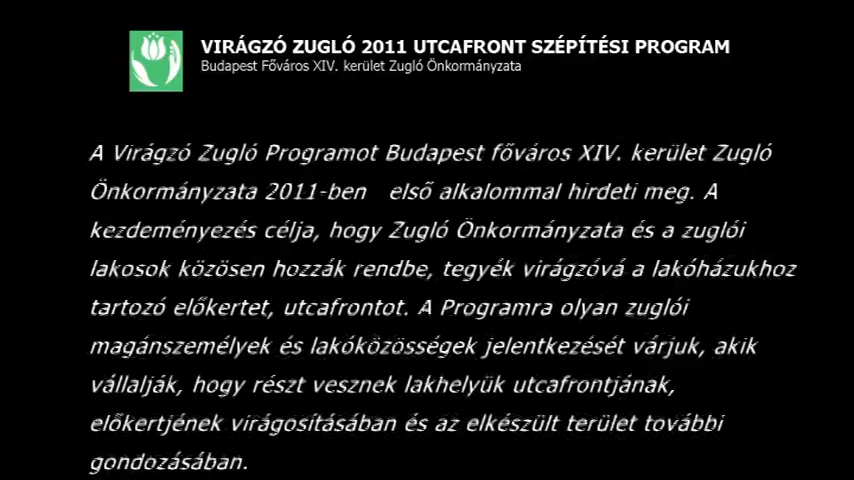 VIRÁGZÓ ZUGLÓ 2011 UTCAFRONT SZÉPÍTÉSI PROGRAM
Budapest Főváros XIV. kerület Zugló Önkormányzata
A Virágzó Zugló Programot Budapest főváros XIV. kerület Zugló
Önkormányzata 2011-ben első alkalommal hirdeti meg. A
kezdeményezés célja, hogy Zugló Önkormányzata és a zuglói
lakosok közösen hozzák rendbe, tegyék virágzóvá a lakóházukhoz
tartozó előkertet, utcafrontot. A Programra olyan zuglói
magánszemélyek és lakóközösségek jelentkezését várjuk, akik
vállalják, hogy részt vesznek lakhelyük utcafrontjának,
előkertjének virágosításában és az elkészült terület további
gondozásában.